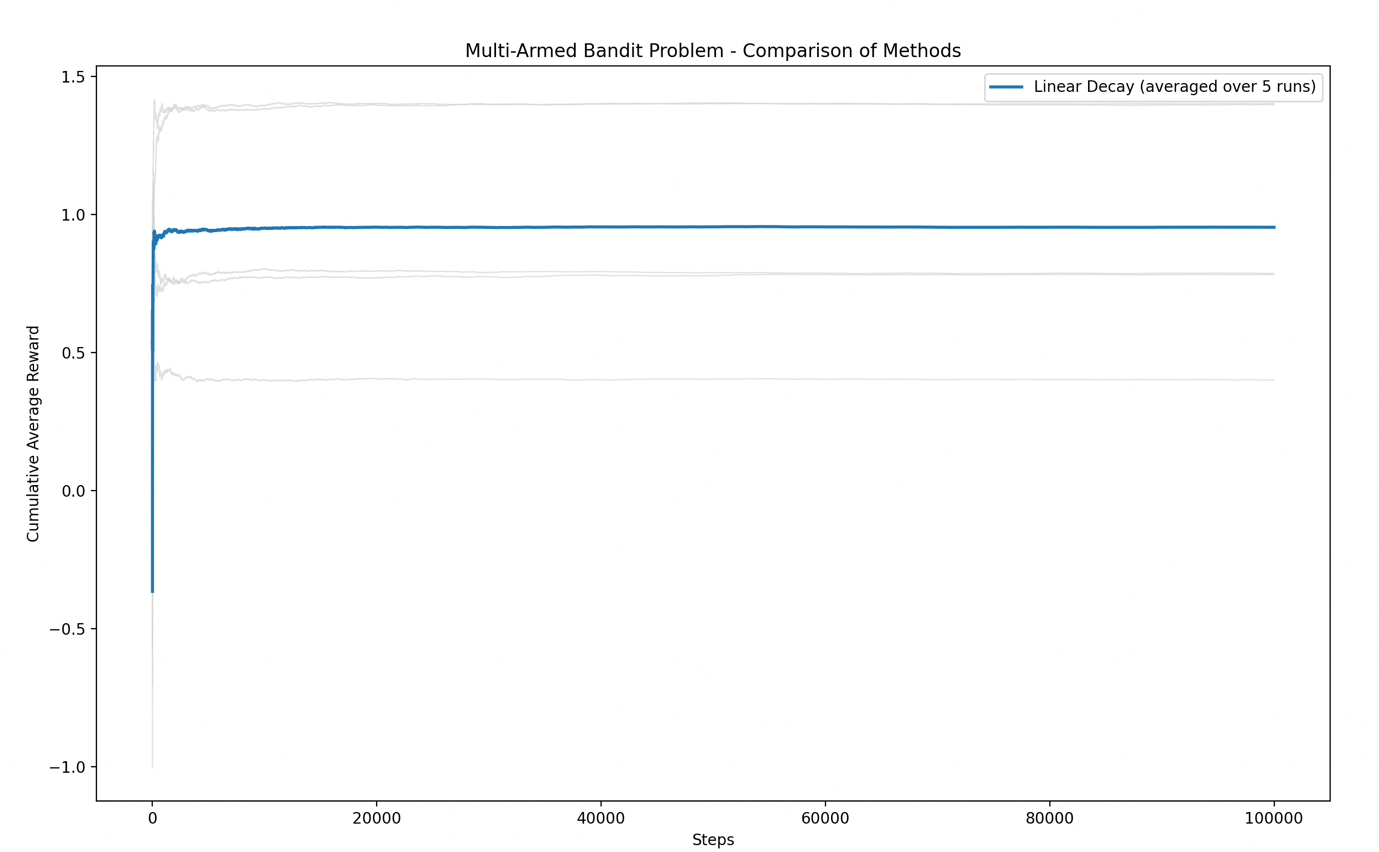 Multi-Armed Bandit Problem - Comparison of Methods
Linear Decay (averaged over 5 runs)
Cumulative Average Reward
1.5
1.0
0.5
0.0
−0.5
−1.0
0 20000 40000 60000 80000 100000
Steps